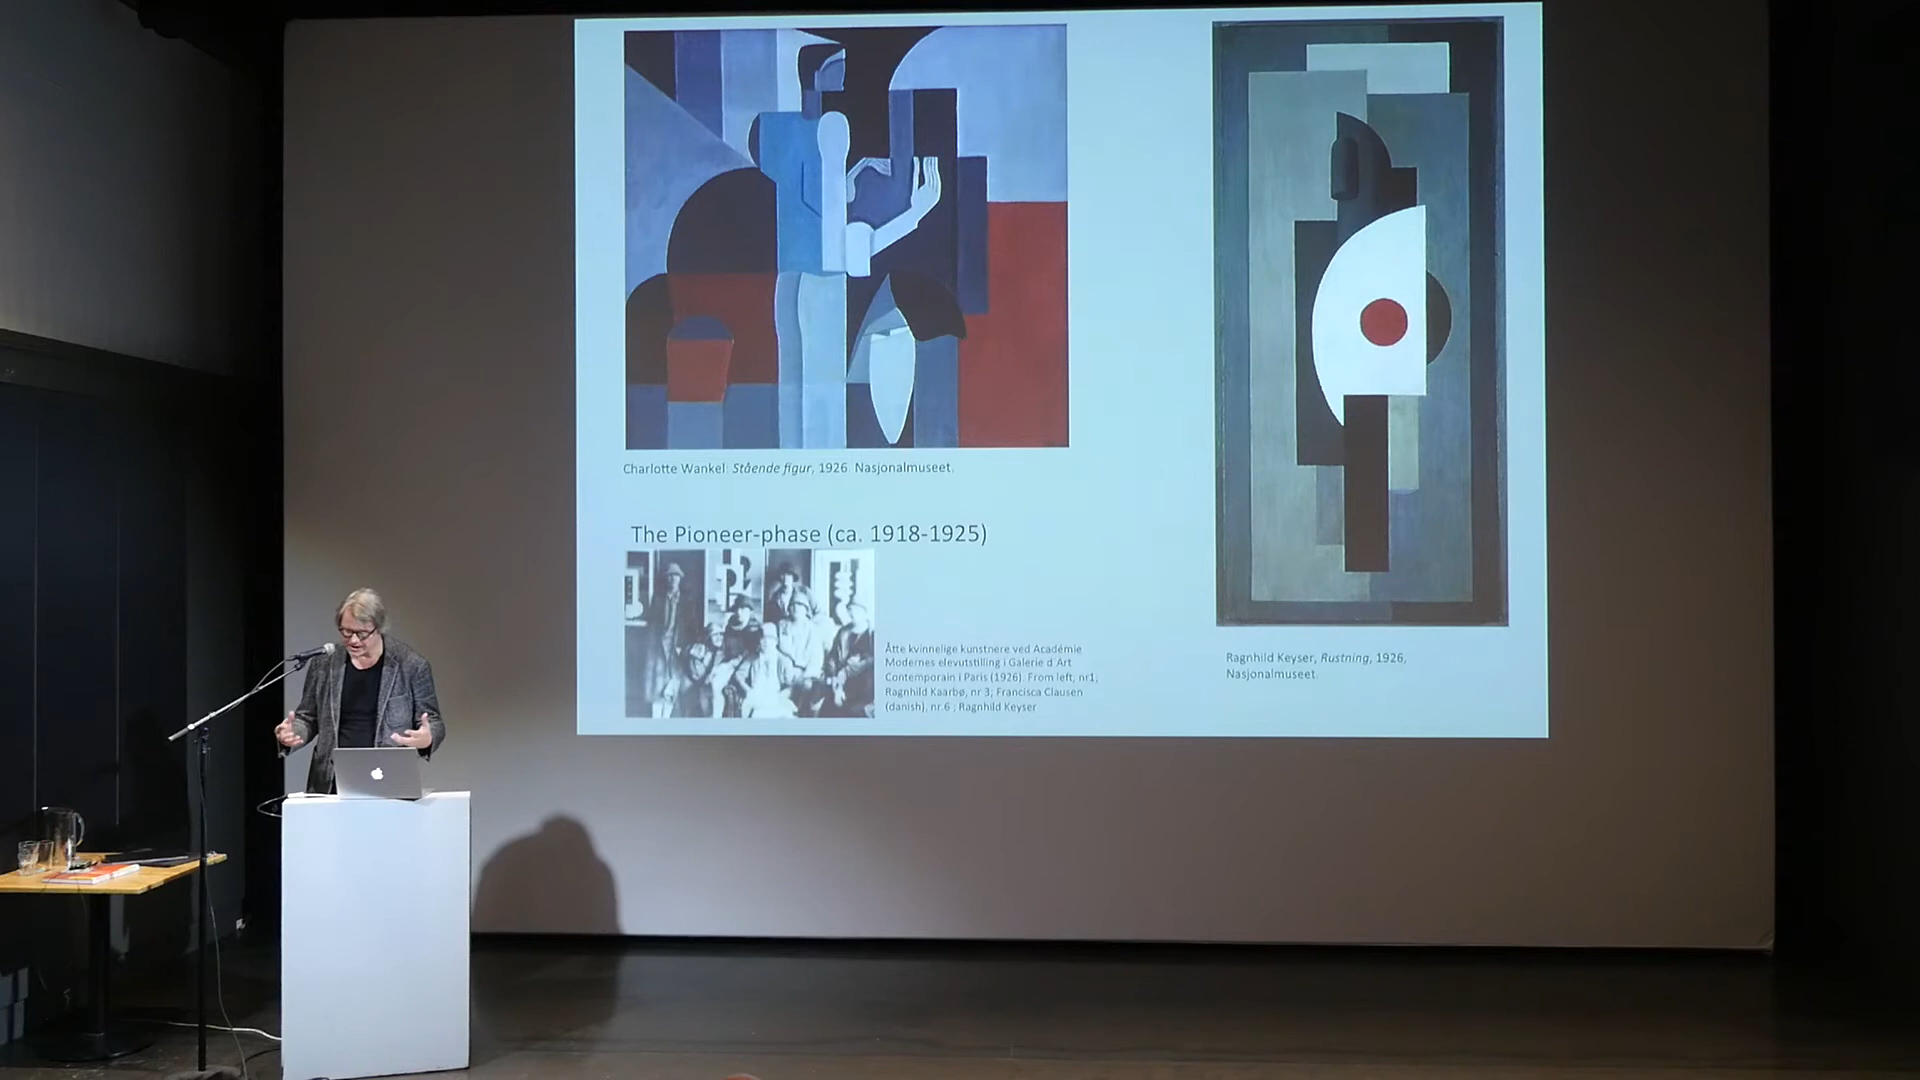 Charlotte Wankel: Stående figur, 1926. Nasjonalmuseet.
The Pioneer-phase (ca. 1918-1925)
Åtte kvinnelige kunstnere ved Académie
Modernes elevutstilling i Galerie d'Art
Contemporain i Paris (1926). From left, nr1;
Ragnhild Kaarbø, nr 3; Francisca Clausen
(danish), nr.6 ; Ragnhild Keyser
Ragnhild Keyser, Rustning, 1926,
Nasjonalmuseet.